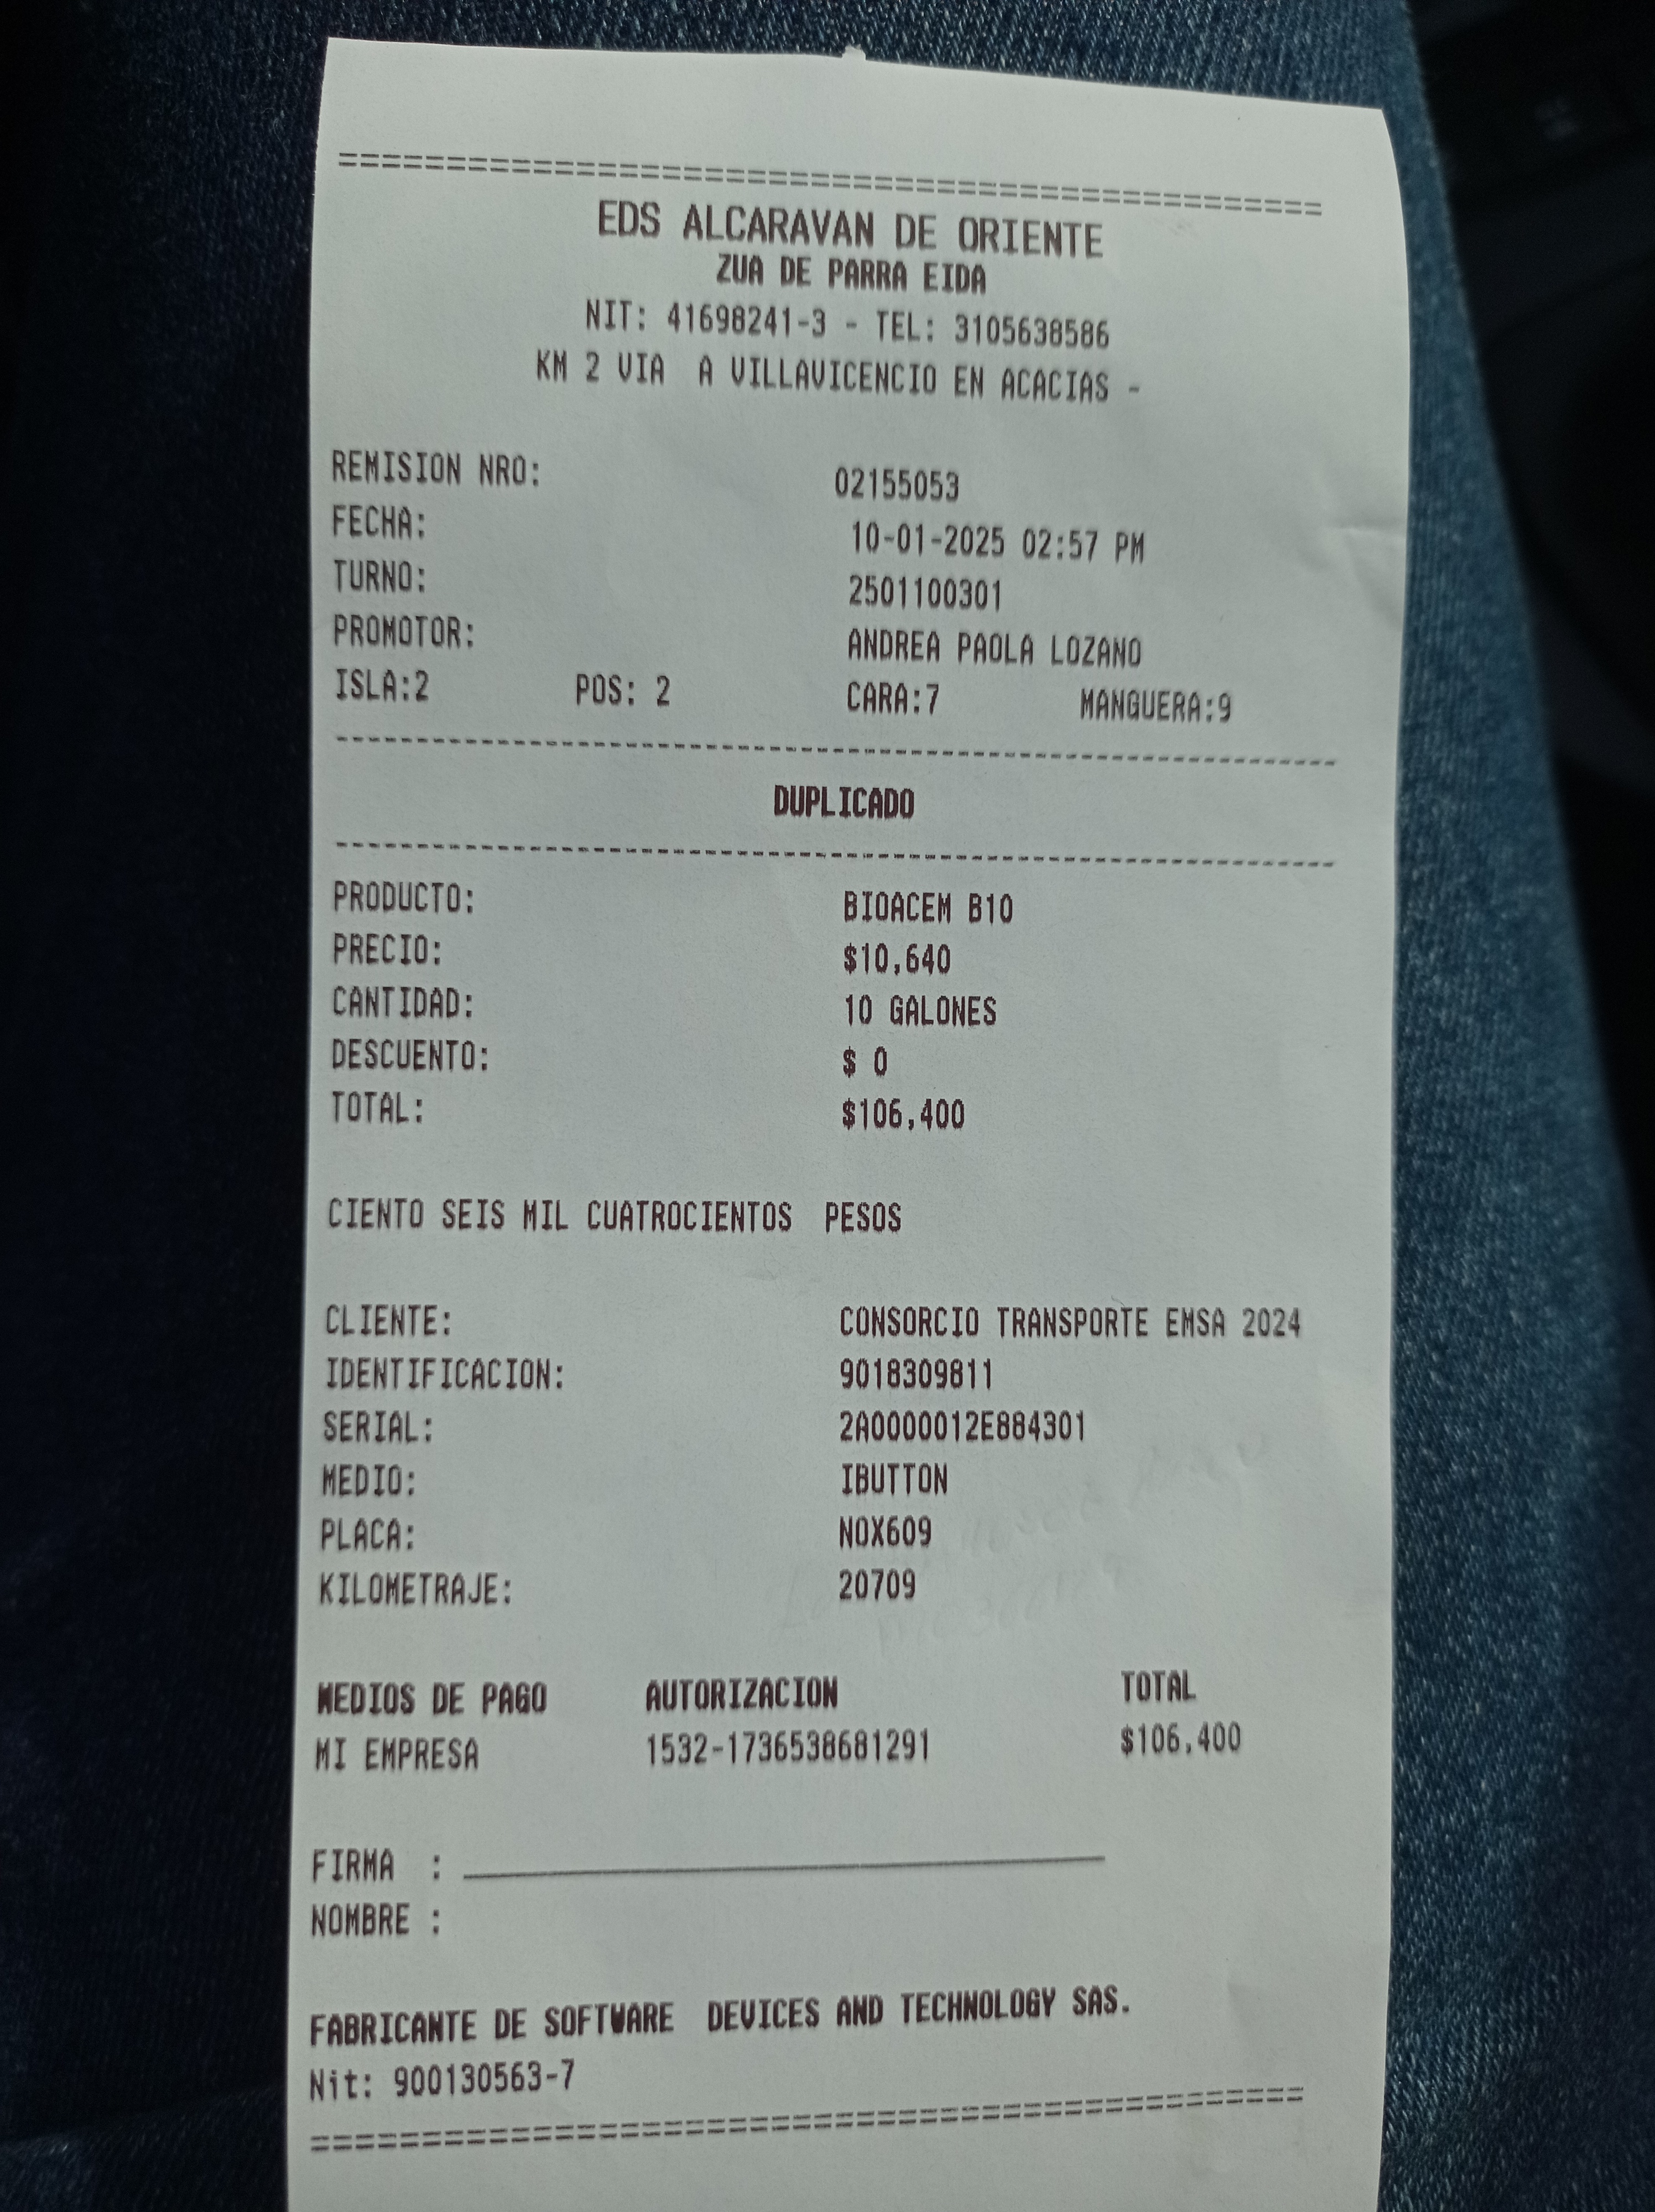 ================================================
EDS ALCARAVAN DE ORIENTE
ZUA DE PARRA EIDA
NIT: 41698241-3 - TEL: 3105638586
KM 2 VIA  A VILLAVICENCIO EN ACACIAS -
REMISION NRO: 02155053
FECHA: 10-01-2025 02:57 PM
TURNO: 2501100301
PROMOTOR: ANDREA PAOLA LOZANO
ISLA:2 POS: 2 CARA:7 MANGUERA:9
------------------------------------------------
DUPLICADO
------------------------------------------------
PRODUCTO: BIOACEM B10
PRECIO: $10,640
CANTIDAD: 10 GALONES
DESCUENTO: $ 0
TOTAL: $106,400
CIENTO SEIS MIL CUATROCIENTOS  PESOS
CLIENTE: CONSORCIO TRANSPORTE EMSA 2024
IDENTIFICACION: 9018309811
SERIAL: 2A0000012E884301
MEDIO: IBUTTON
PLACA: NOX609
KILOMETRAJE: 20709
MEDIOS DE PAGO AUTORIZACION TOTAL
MI EMPRESA 1532-1736538681291 $106,400
FIRMA : ____________________
NOMBRE :
FABRICANTE DE SOFTWARE  DEVICES AND TECHNOLOGY SAS.
Nit: 900130563-7
================================================